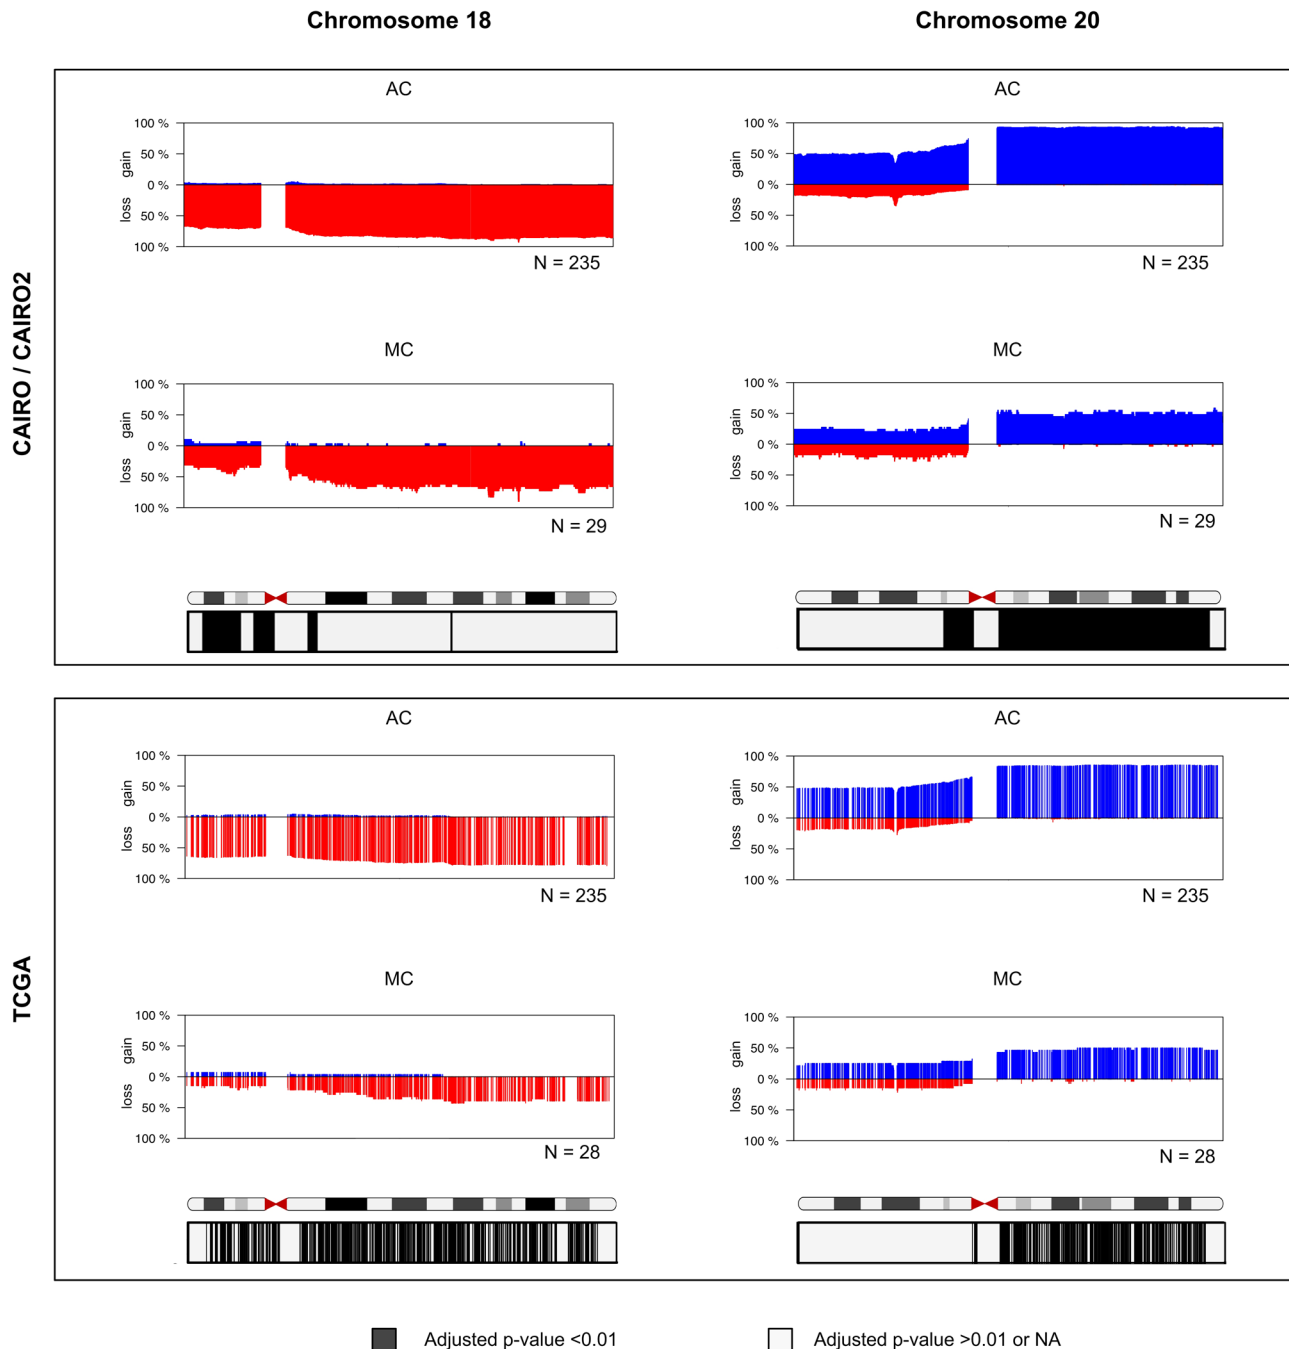 Chromosome 18 Chromosome 20
CAIRO / CAIRO2
AC AC
100 % 100 %
gain gain
50 % 50 %
0 % 0 %
loss loss
50 % 50 %
100 % 100 %
N = 235 N = 235
MC MC
100 % 100 %
gain gain
50 % 50 %
0 % 0 %
loss loss
50 % 50 %
100 % 100 %
N = 29 N = 29
TCGA
AC AC
100 % 100 %
gain gain
50 % 50 %
0 % 0 %
loss loss
50 % 50 %
100 % 100 %
N = 235 N = 235
MC MC
100 % 100 %
gain gain
50 % 50 %
0 % 0 %
loss loss
50 % 50 %
100 % 100 %
N = 28 N = 28
Adjusted p-value <0.01 Adjusted p-value >0.01 or NA